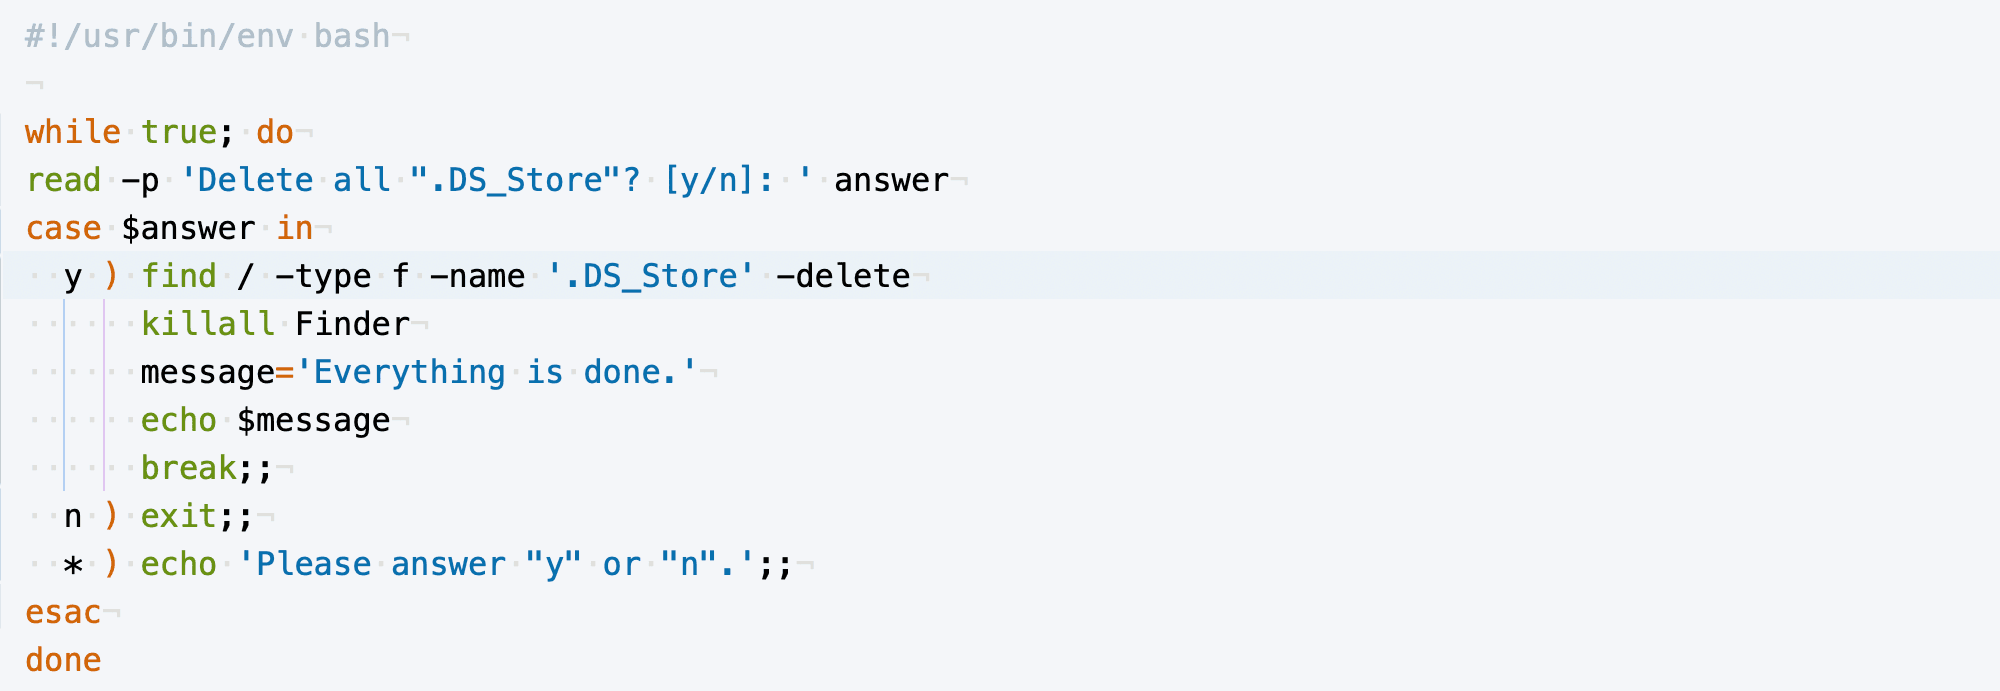 #!/usr/bin/env bash

while true; do
read -p 'Delete all ".DS_Store"? [y/n]: ' answer
case $answer in
  y ) find / -type f -name '.DS_Store' -delete
      killall Finder
      message='Everything is done.'
      echo $message
      break;;
  n ) exit;;
  * ) echo 'Please answer "y" or "n".';;
esac
done